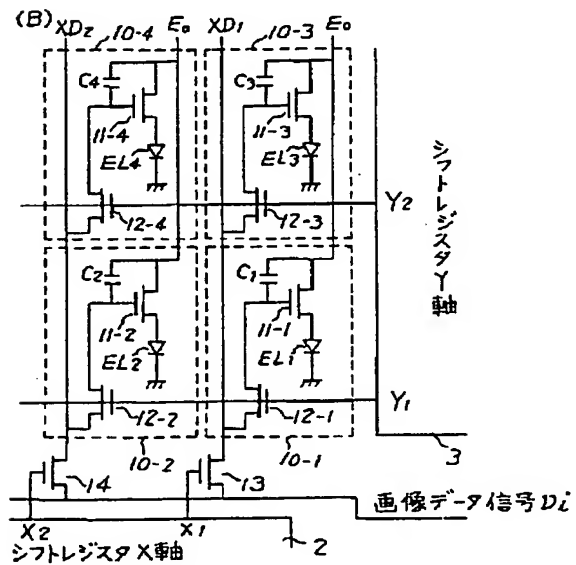 (B)
XD2 10-4 E0 XD1 10-3 E0
C4 C3
11-4 11-3
EL4 EL3
12-4 12-3 Y2
C2 C1
11-2 11-1
EL2 EL1
12-2 12-1 Y1
10-2 10-1
シフトレジスタY軸
3
14 13
画像データ信号Di
X2 X1
シフトレジスタX軸 2